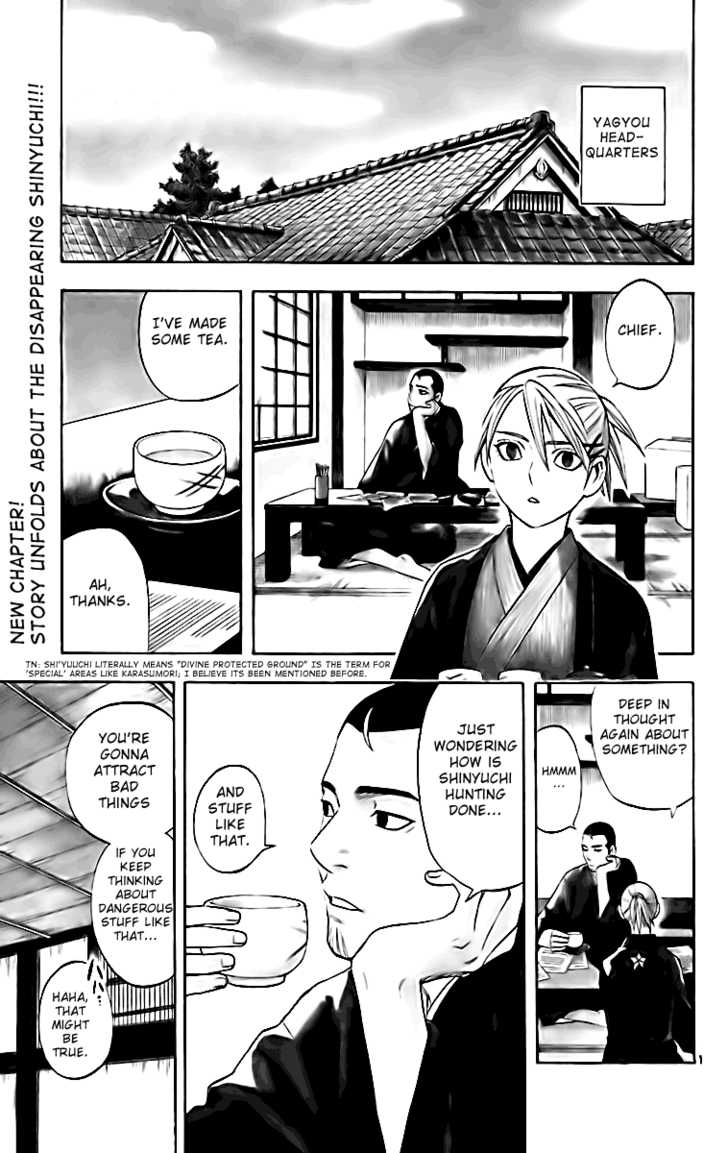 NEW CHAPTER!
STORY UNFOLDS ABOUT THE DISAPPEARING SHINYUCHI!!!
YAGYOU
HEAD-
QUARTERS
CHIEF.
I'VE MADE
SOME TEA.
AH,
THANKS.
TN: SHI'YUUCHI LITERALLY MEANS "DIVINE PROTECTED GROUND" IS THE TERM FOR
'SPECIAL' AREAS LIKE KARASUMORI; I BELIEVE ITS BEEN MENTIONED BEFORE.
DEEP IN
THOUGHT
AGAIN ABOUT
SOMETHING?
HMMM
...
JUST
WONDERING
HOW IS
SHINYUCHI
HUNTING
DONE...
AND
STUFF
LIKE
THAT.
YOU'RE
GONNA
ATTRACT
BAD
THINGS
IF YOU
KEEP
THINKING
ABOUT
DANGEROUS
STUFF LIKE
THAT...
HAHA,
THAT
MIGHT
BE
TRUE.
1